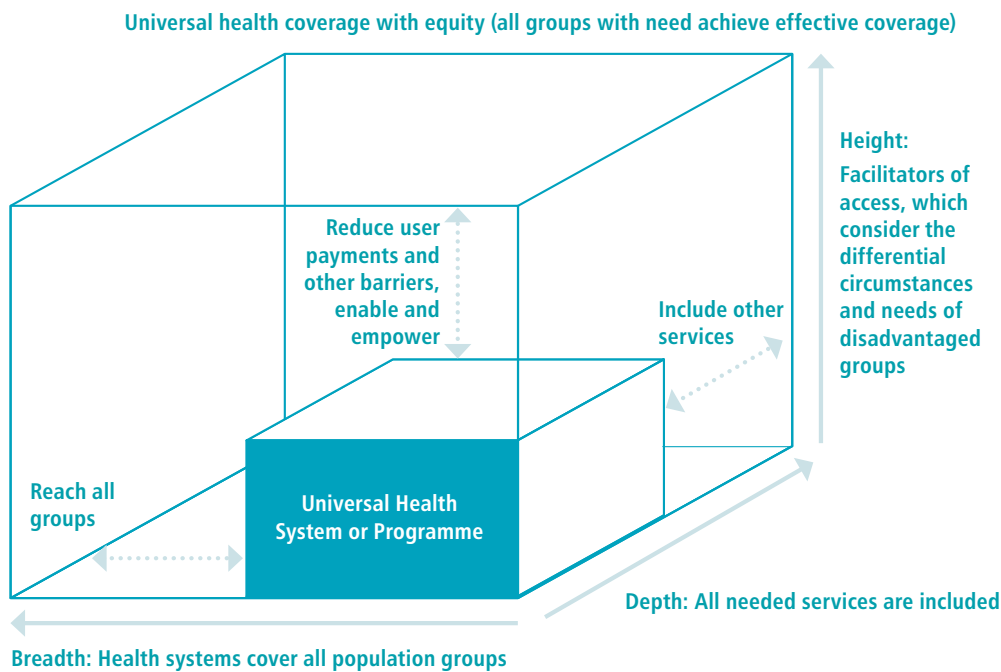 Universal health coverage with equity (all groups with need achieve effective coverage)
Height:
Facilitators of
access, which
consider the
differential
circumstances
and needs of
disadvantaged
groups
Reduce user
payments and
other barriers,
enable and
empower
Include other
services
Reach all
groups
Universal Health
System or Programme
Depth: All needed services are included
Breadth: Health systems cover all population groups